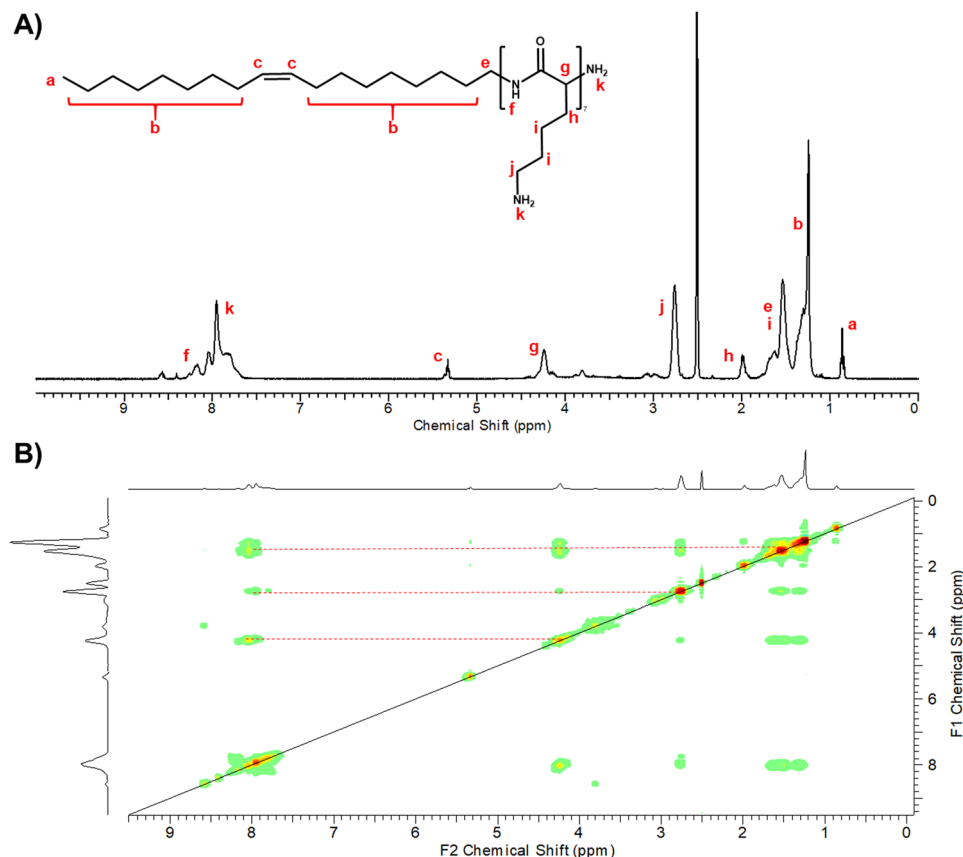 A)
a
c c
e
O
g
NH₂
k
N
H
f
7
h
b
b
i
i
j
NH₂
k
b
k
j
e
i
a
f
g
c
h
9 8 7 6 5 4 3 2 1 0
Chemical Shift (ppm)
B)
0
2
4
6
8
F1 Chemical Shift (ppm)
9 8 7 6 5 4 3 2 1 0
F2 Chemical Shift (ppm)